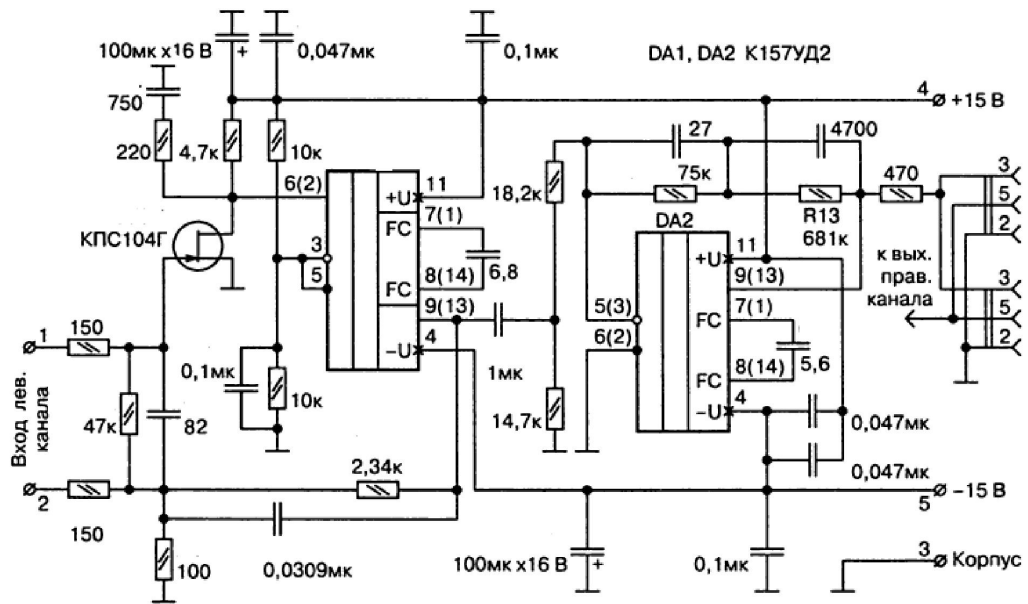 100мк х16 В
+
0,047мк
0,1мк
DA1, DA2 К157УД2
4
+15 В
750
220
4,7к
10к
27
4700
6(2)
+U
11
18,2к
75к
470
3
R13
681к
5
2
КПС104Г
FC
7(1)
DA2
3
5
6,8
+U
11
9(13)
к вых.
прав.
канала
FC
8(14)
9(13)
5(3)
FC
7(1)
3
5
2
6(2)
1
150
-U
4
5,6
0,1мк
10к
1мк
FC
8(14)
-U
4
Вход лев.
канала
47к
82
14,7к
0,047мк
2,34к
0,047мк
2
150
-15 В
5
100
0,0309мк
100мк х16 В
+
0,1мк
3
Корпус